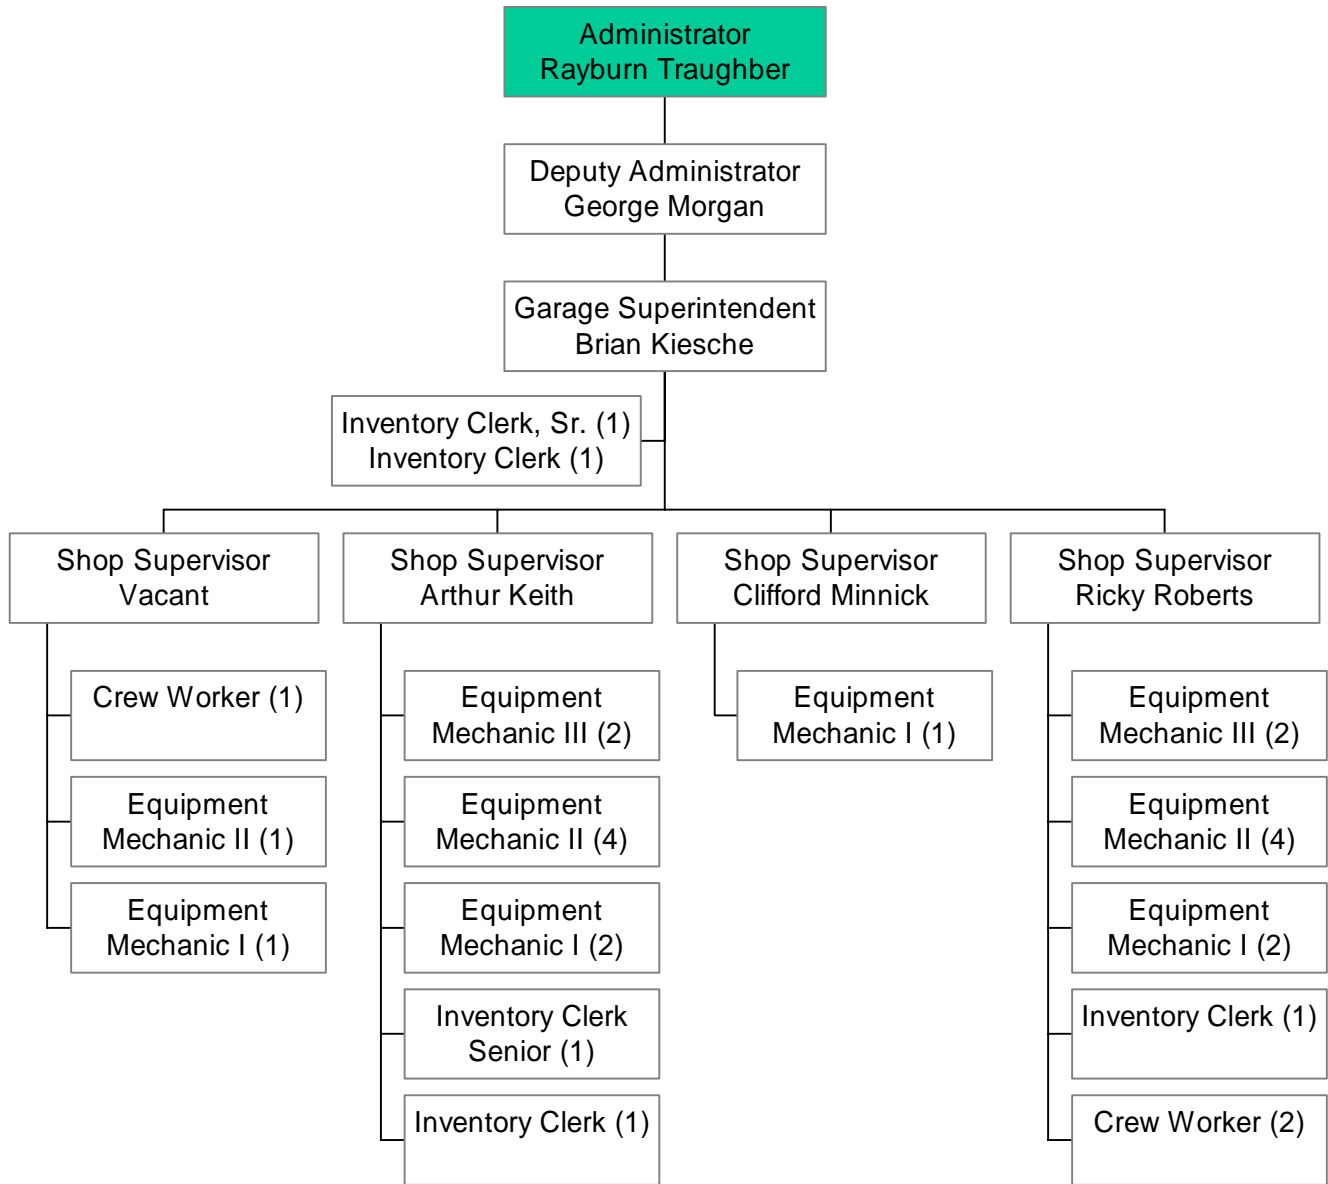 Administrator
Rayburn Traughber
Deputy Administrator
George Morgan
Garage Superintendent
Brian Kiesche
Inventory Clerk, Sr. (1)
Inventory Clerk (1)
Shop Supervisor
Vacant
Crew Worker (1)
Equipment
Mechanic II (1)
Equipment
Mechanic I (1)
Shop Supervisor
Arthur Keith
Equipment
Mechanic III (2)
Equipment
Mechanic II (4)
Equipment
Mechanic I (2)
Inventory Clerk
Senior (1)
Inventory Clerk (1)
Shop Supervisor
Clifford Minnick
Equipment
Mechanic I (1)
Shop Supervisor
Ricky Roberts
Equipment
Mechanic III (2)
Equipment
Mechanic II (4)
Equipment
Mechanic I (2)
Inventory Clerk (1)
Crew Worker (2)